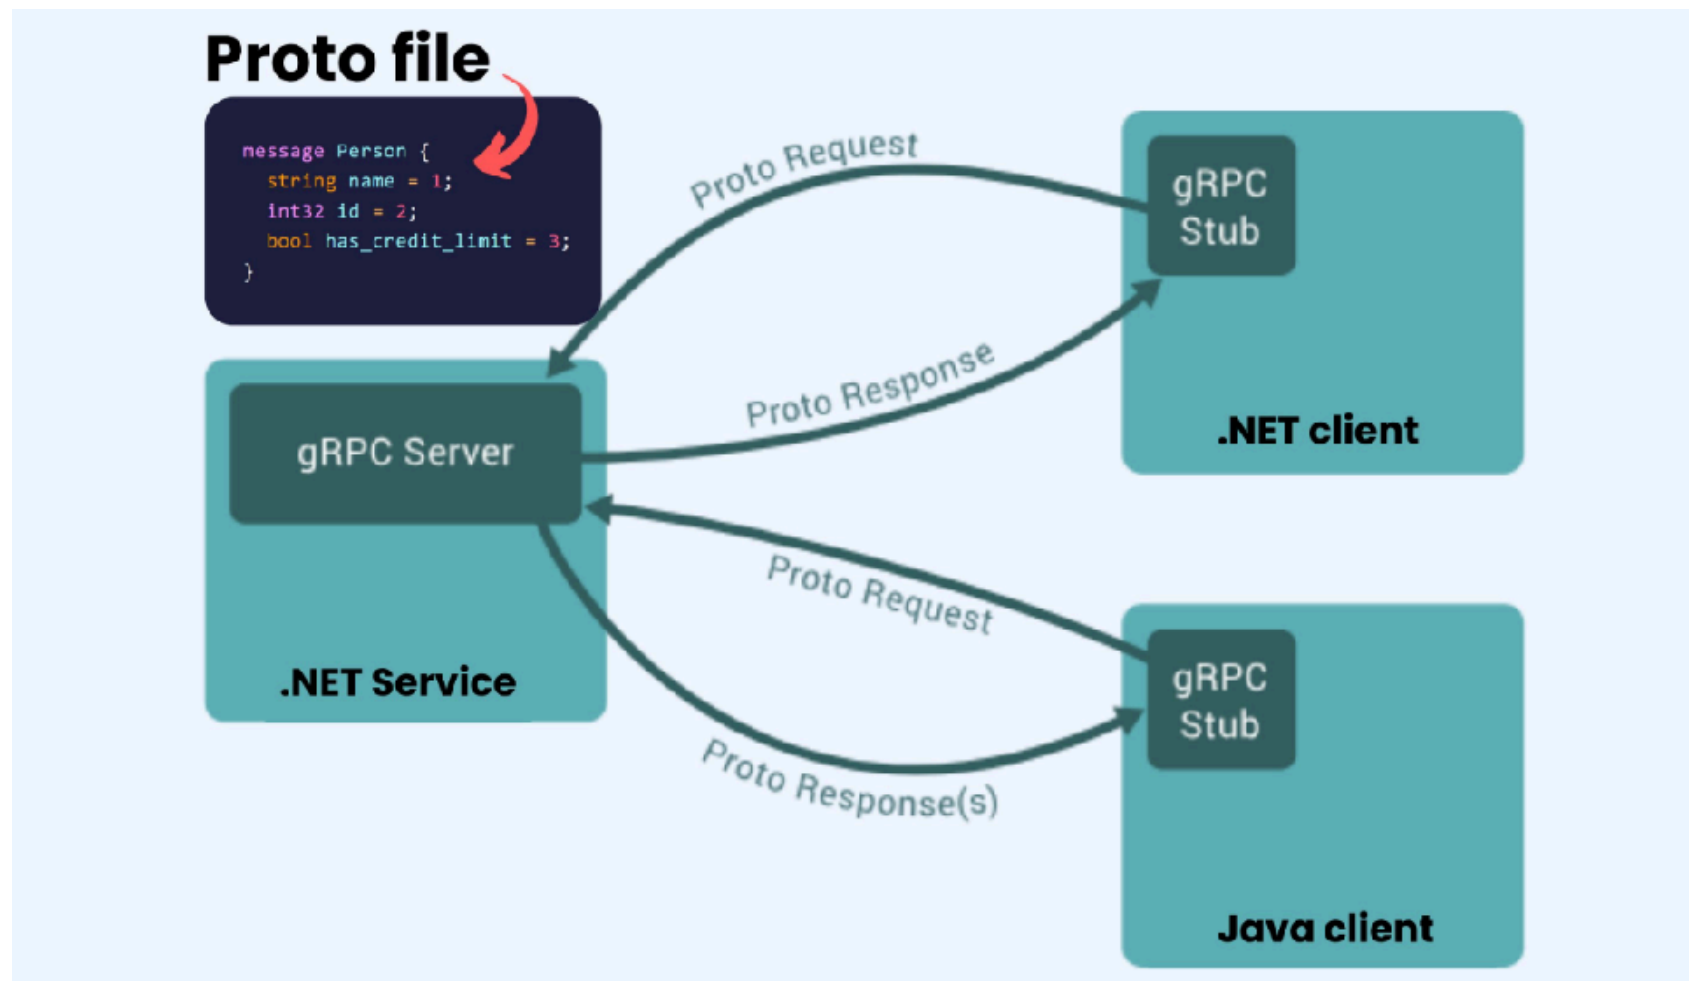 Proto file
message Person {
string name = 1;
int32 id = 2;
bool has_credit_limit = 3;
}
Proto Request
gRPC
Stub
Proto Response
.NET client
gRPC Server
.NET Service
Proto Request
gRPC
Stub
Proto Response(s)
Java client